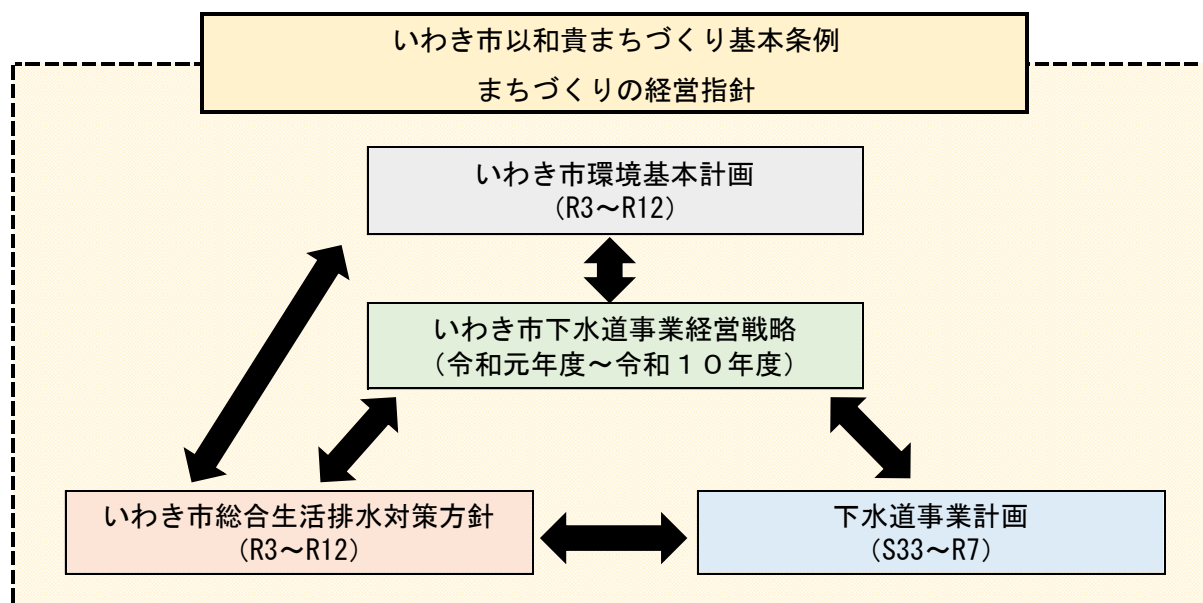 いわき市以和貴まちづくり基本条例
まちづくりの経営指針
いわき市環境基本計画
（R3～R12）
いわき市下水道事業経営戦略
（令和元年度～令和１０年度）
いわき市総合生活排水対策方針
（R3～R12）
下水道事業計画
（S33～R7）